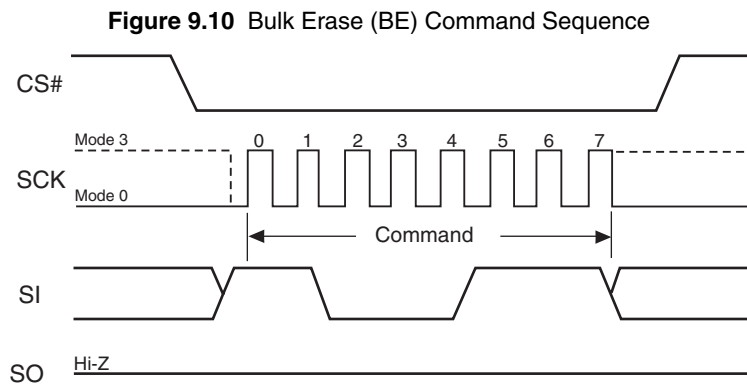 Figure 9.10 Bulk Erase (BE) Command Sequence
CS#
Mode 3
0 1 2 3 4 5 6 7
SCK
Mode 0
Command
SI
Hi-Z
SO